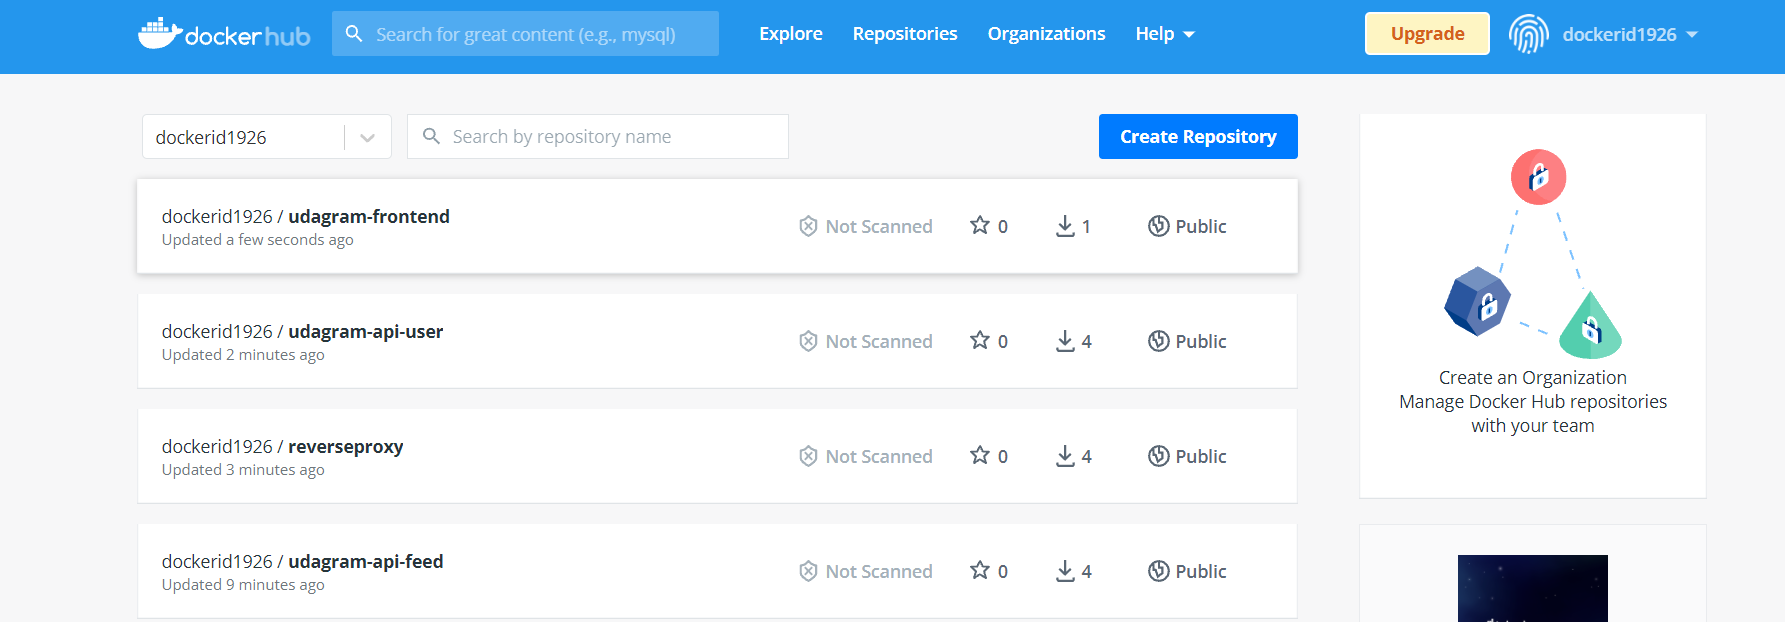 docker hub
Search for great content (e.g., mysql)
Explore
Repositories
Organizations
Help
Upgrade
dockerid1926
dockerid1926
Search by repository name
Create Repository
dockerid1926 / udagram-frontend
Updated a few seconds ago
Not Scanned
0
1
Public
dockerid1926 / udagram-api-user
Updated 2 minutes ago
Not Scanned
0
4
Public
dockerid1926 / reverseproxy
Updated 3 minutes ago
Not Scanned
0
4
Public
dockerid1926 / udagram-api-feed
Updated 9 minutes ago
Not Scanned
0
4
Public
Create an Organization
Manage Docker Hub repositories
with your team